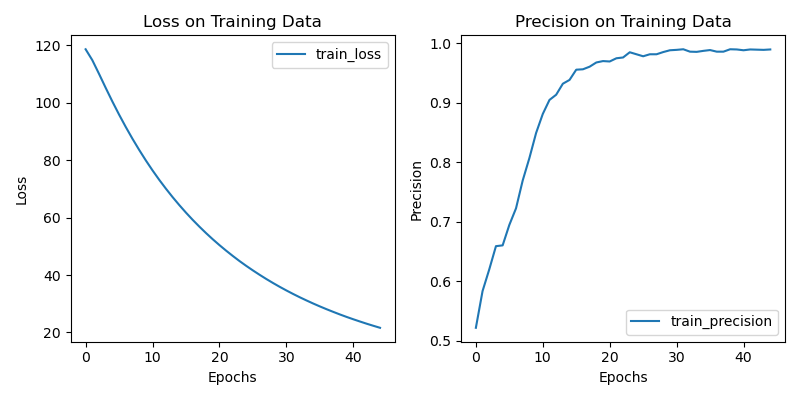 Loss on Training Data
120
100
80
60
40
20
Loss
train_loss
0
10
20
30
40
Epochs
Precision on Training Data
1.0
0.9
0.8
0.7
0.6
0.5
Precision
train_precision
0
10
20
30
40
Epochs